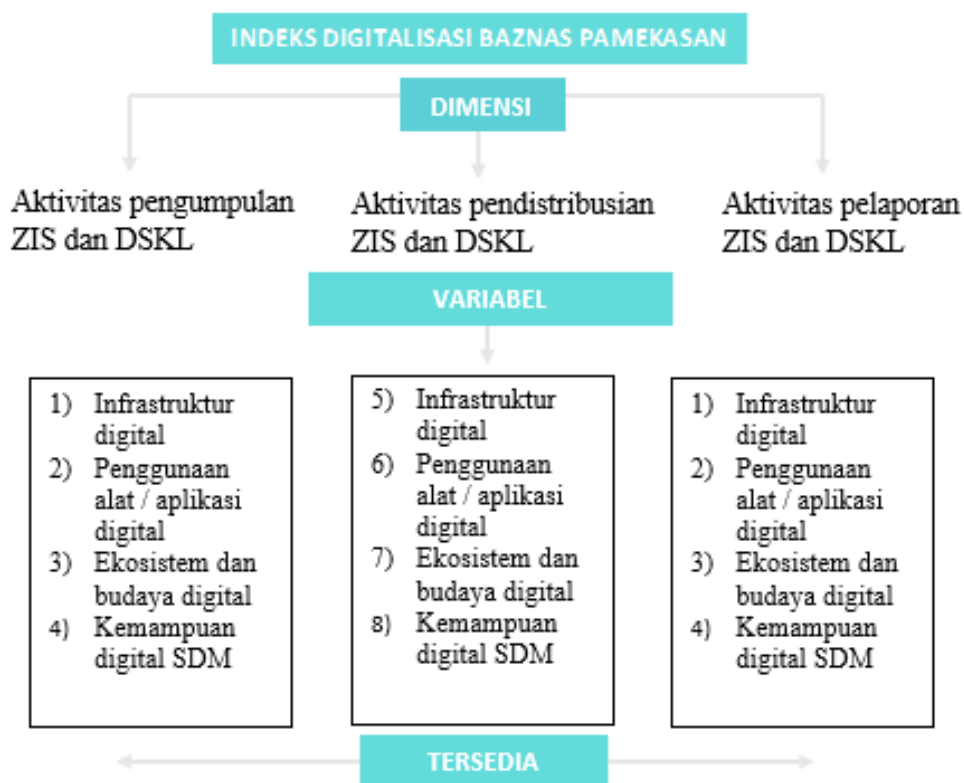 INDEKS DIGITALISASI BAZNAS PAMEKASAN
DIMENSI
Aktivitas pengumpulan
ZIS dan DSKL
Aktivitas pendistribusian
ZIS dan DSKL
Aktivitas pelaporan
ZIS dan DSKL
VARIABEL
1) Infrastruktur
digital
2) Penggunaan
alat / aplikasi
digital
3) Ekosistem dan
budaya digital
4) Kemampuan
digital SDM
5) Infrastruktur
digital
6) Penggunaan
alat / aplikasi
digital
7) Ekosistem dan
budaya digital
8) Kemampuan
digital SDM
1) Infrastruktur
digital
2) Penggunaan
alat / aplikasi
digital
3) Ekosistem dan
budaya digital
4) Kemampuan
digital SDM
TERSEDIA